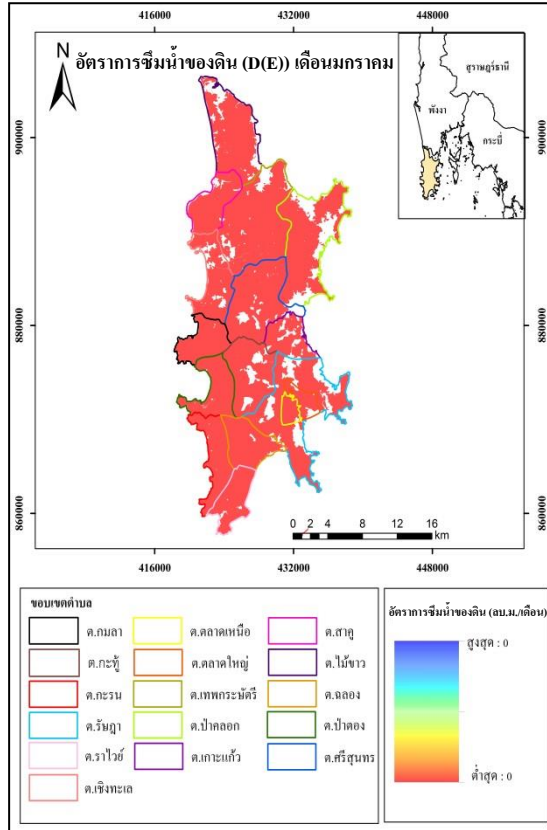 416000 432000 448000
N
อัตราการซึมน้ำของดิน (D(E)) เดือนมกราคม
สุราษฎร์ธานี
พังงา
กระบี่
900000 900000
880000 880000
860000 860000
0 2 4 8 12 16
km
416000 432000 448000
ขอบเขตตำบล
ต.กมลา ต.ตลาดเหนือ ต.สาคู
ต.กะทู้ ต.ตลาดใหญ่ ต.ไม้ขาว
ต.กะรน ต.เทพกระษัตรี ต.ฉลอง
ต.รัษฎา ต.ป่าคลอก ต.ป่าตอง
ต.ราไวย์ ต.เกาะแก้ว ต.ศรีสุนทร
ต.เชิงทะเล
อัตราการซึมน้ำของดิน (ลบ.ม./เดือน)
สูงสุด : 0
ต่ำสุด : 0